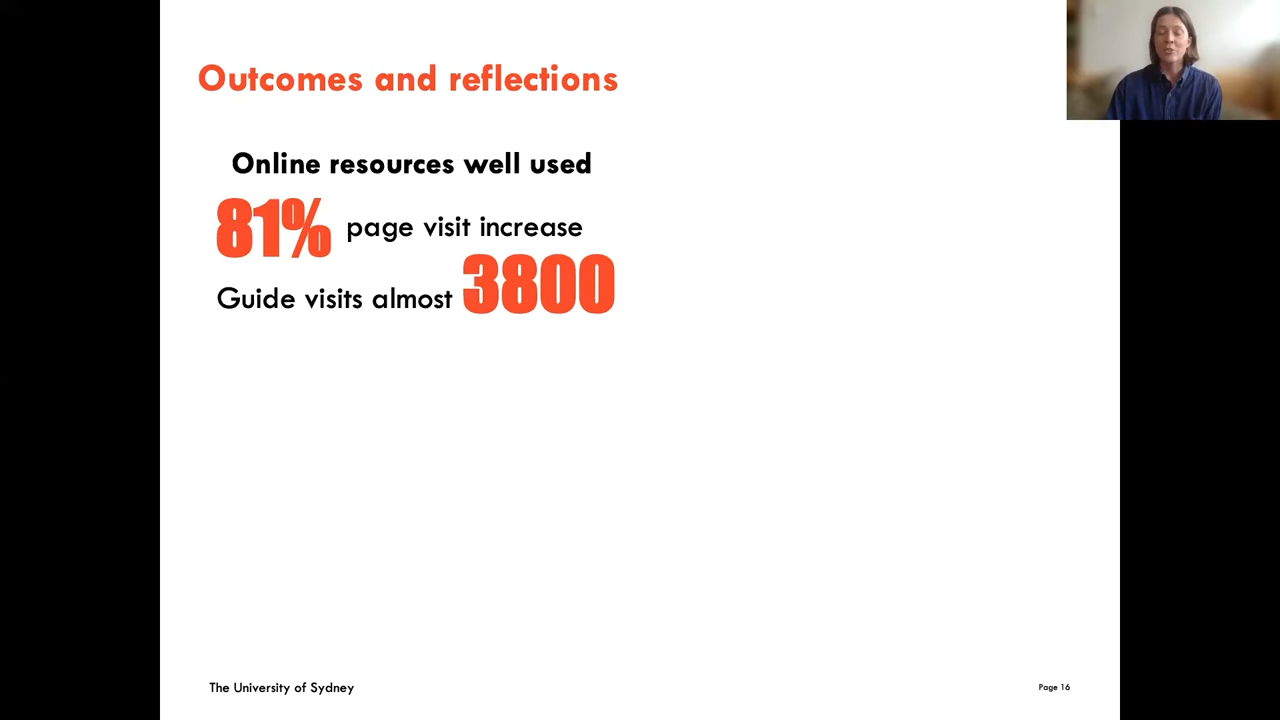 Outcomes and reflections
Online resources well used
81% page visit increase
Guide visits almost 3800
The University of Sydney
Page 16